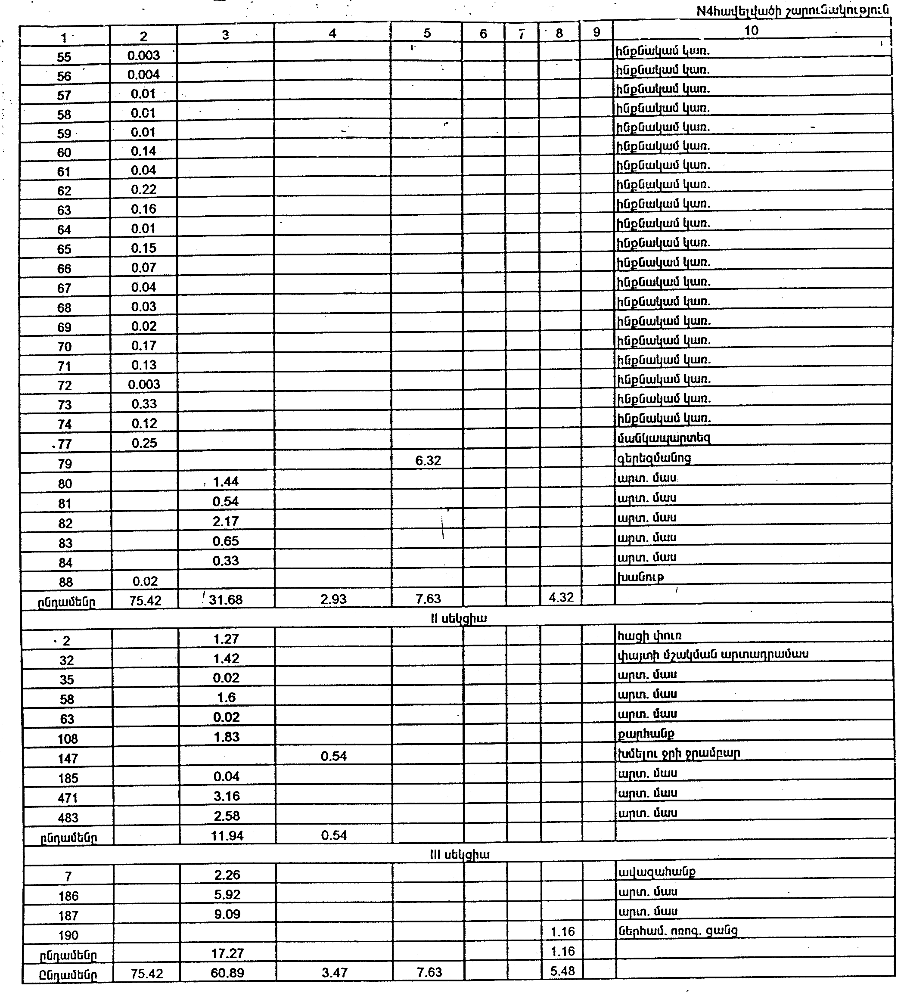 N4հավելվածի շարունակություն
1 2 3 4 5 6 7 8 9 10
55 0.003 ինքնակամ կառ.
56 0.004 ինքնակամ կառ.
57 0.01 ինքնակամ կառ.
58 0.01 ինքնակամ կառ.
59 0.01 ինքնակամ կառ.
60 0.14 ինքնակամ կառ.
61 0.04 ինքնակամ կառ.
62 0.22 ինքնակամ կառ.
63 0.16 ինքնակամ կառ.
64 0.01 ինքնակամ կառ.
65 0.15 ինքնակամ կառ.
66 0.07 ինքնակամ կառ.
67 0.04 ինքնակամ կառ.
68 0.03 ինքնակամ կառ.
69 0.02 ինքնակամ կառ.
70 0.17 ինքնակամ կառ.
71 0.13 ինքնակամ կառ.
72 0.003 ինքնակամ կառ.
73 0.33 ինքնակամ կառ.
74 0.12 ինքնակամ կառ.
77 0.25 մանկապարտեզ
79 6.32 գերեզմանոց
80 1.44 արտ. մաս
81 0.54 արտ. մաս
82 2.17 արտ. մաս
83 0.65 արտ. մաս
84 0.33 արտ. մաս
88 0.02 խանութ
ընդամենը 75.42 31.68 2.93 7.63 4.32
II սեկցիա
2 1.27 հացի փուռ
32 1.42 փայտի մշակման արտադրամաս
35 0.02 արտ. մաս
58 1.6 արտ. մաս
63 0.02 արտ. մաս
108 1.83 քարհանք
147 0.54 խմելու ջրի ջրամբար
185 0.04 արտ. մաս
471 3.16 արտ. մաս
483 2.58 արտ. մաս
ընդամենը 11.94 0.54
III սեկցիա
7 2.26 ավազահանք
186 5.92 արտ. մաս
187 9.09 արտ. մաս
190 1.16 ներհամ. ոռոգ. ցանց
ընդամենը 17.27 1.16
Ընդամենը 75.42 60.89 3.47 7.63 5.48